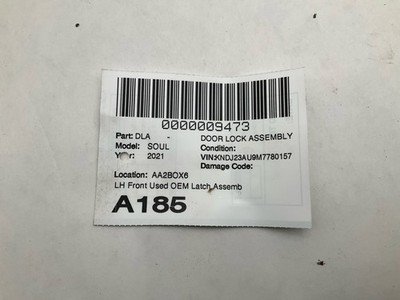 0000009473
Part: DLA DOOR LOCK ASSEMBLY
Model: SOUL Condition:
Year: 2021 VIN:KNDJ23AU9M7780157
Damage Code:
Location: AA2BOX6
LH Front Used OEM Latch Assemb
A185